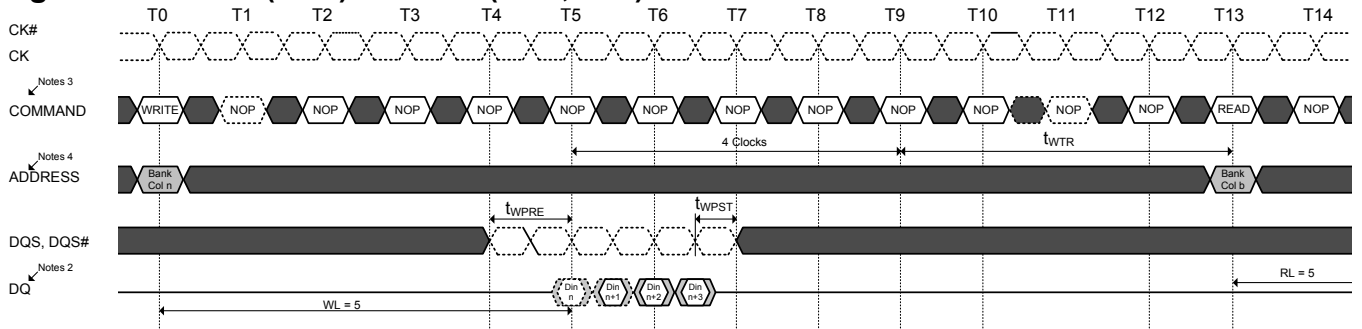 T0 T1 T2 T3 T4 T5 T6 T7 T8 T9 T10 T11 T12 T13 T14
CK#
CK
Notes 3
COMMAND WRITE NOP NOP NOP NOP NOP NOP NOP NOP NOP NOP NOP NOP READ NOP
4 Clocks tWTR
Notes 4
ADDRESS
Bank Bank
Col n Col b
tWPRE tWPST
DQS, DQS#
Notes 2
DQ
Din Din Din Din
n n+1 n+2 n+3
RL = 5
WL = 5